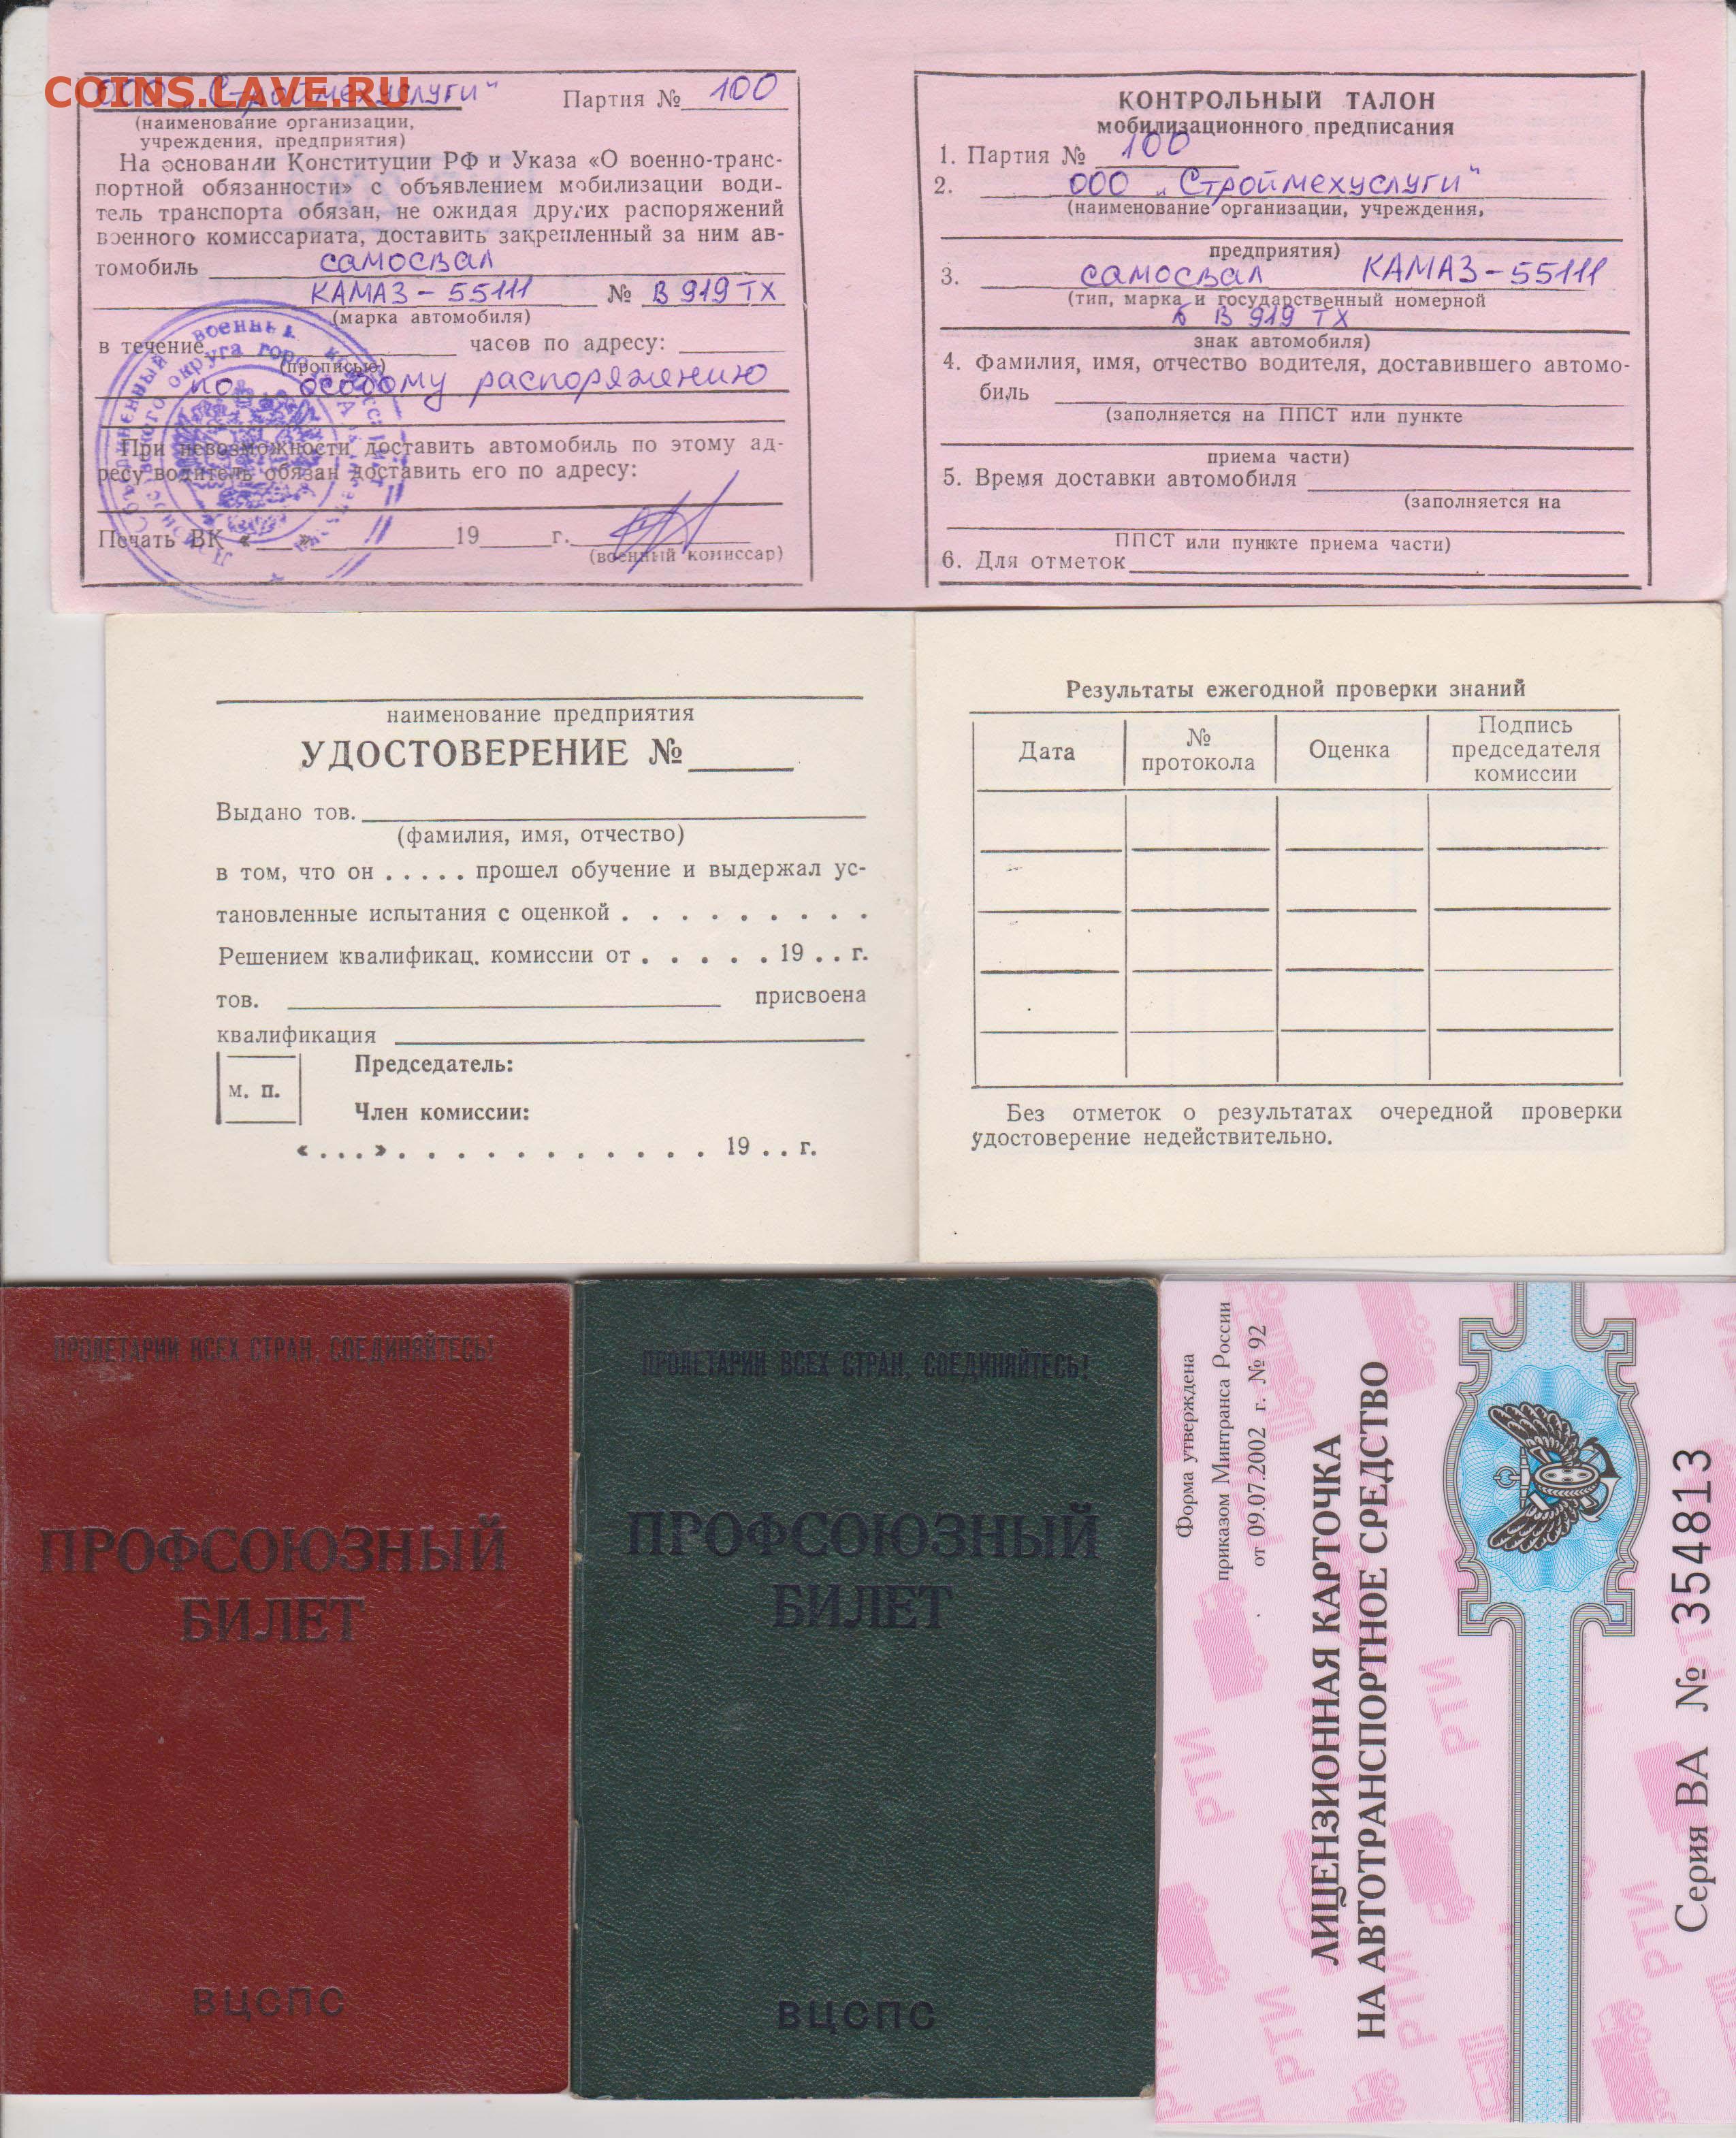 COINS.LAVE.RU
ООО „Строймехуслуги" Партия № 100
(наименование организации,
учреждения, предприятия)
На основании Конституции РФ и Указа «О военно-транс-
портной обязанности» с объявлением мобилизации води-
тель транспорта обязан, не ожидая других распоряжений
военного комиссариата, доставить закрепленный за ним ав-
томобиль самосвал
КАМАЗ-55111 № В 919 ТХ
(марка автомобиля)
в течение часов по адресу:
(прописью)
по особому распоряжению
При невозможности доставить автомобиль по этому ад-
ресу водитель обязан доставить его по адресу:
Печать ВК « » 19 г.
(военный комиссар)
КОНТРОЛЬНЫЙ ТАЛОН
мобилизационного предписания
1. Партия № 100
2. ООО „Строймехуслуги"
(наименование организации, учреждения,
предприятия)
3. самосвал КАМАЗ-55111
(тип, марка и государственный номерной
В 919 ТХ
знак автомобиля)
4. Фамилия, имя, отчество водителя, доставившего автомо-
биль
(заполняется на ППСТ или пункте
приема части)
5. Время доставки автомобиля
(заполняется на
ППСТ или пункте приема части)
6. Для отметок
наименование предприятия
УДОСТОВЕРЕНИЕ №
Выдано тов.
(фамилия, имя, отчество)
в том, что он ..... прошел обучение и выдержал ус-
тановленные испытания с оценкой . . . . . . . . .
Решением квалификац. комиссии от . . . . . 19 . . г.
тов. присвоена
квалификация
м. п.
Председатель:
Член комиссии:
«...» . . . . . . . . . . . . . 19 . . г.
Результаты ежегодной проверки знаний
Дата
№
протокола
Оценка
Подпись
председателя
комиссии
Без отметок о результатах очередной проверки
удостоверение недействительно.
ПРОЛЕТАРИИ ВСЕХ СТРАН, СОЕДИНЯЙТЕСЬ!
ПРОФСОЮЗНЫЙ
БИЛЕТ
ВЦСПС
ПРОЛЕТАРИИ ВСЕХ СТРАН, СОЕДИНЯЙТЕСЬ!
ПРОФСОЮЗНЫЙ
БИЛЕТ
ВЦСПС
Форма утверждена
приказом Минтранса России
от 09.07.2002 г. № 92
ЛИЦЕНЗИОННАЯ КАРТОЧКА
НА АВТОТРАНСПОРТНОЕ СРЕДСТВО
Серия ВА № 354813